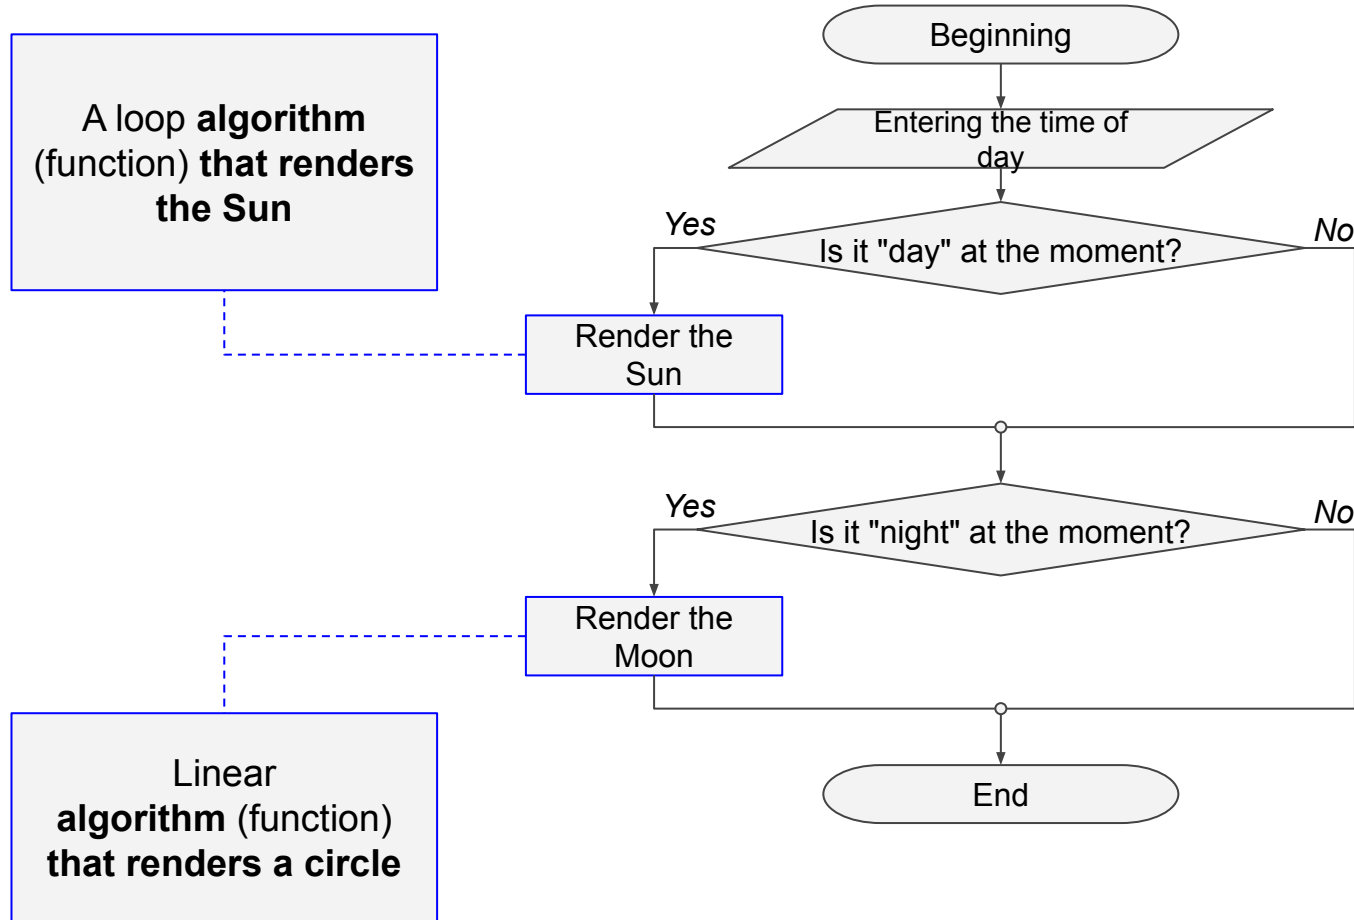 Beginning
A loop algorithm
(function) that renders
the Sun
Entering the time of
day
Yes
Is it "day" at the moment?
No
Render the
Sun
Yes
Is it "night" at the moment?
No
Render the
Moon
Linear
algorithm (function)
that renders a circle
End